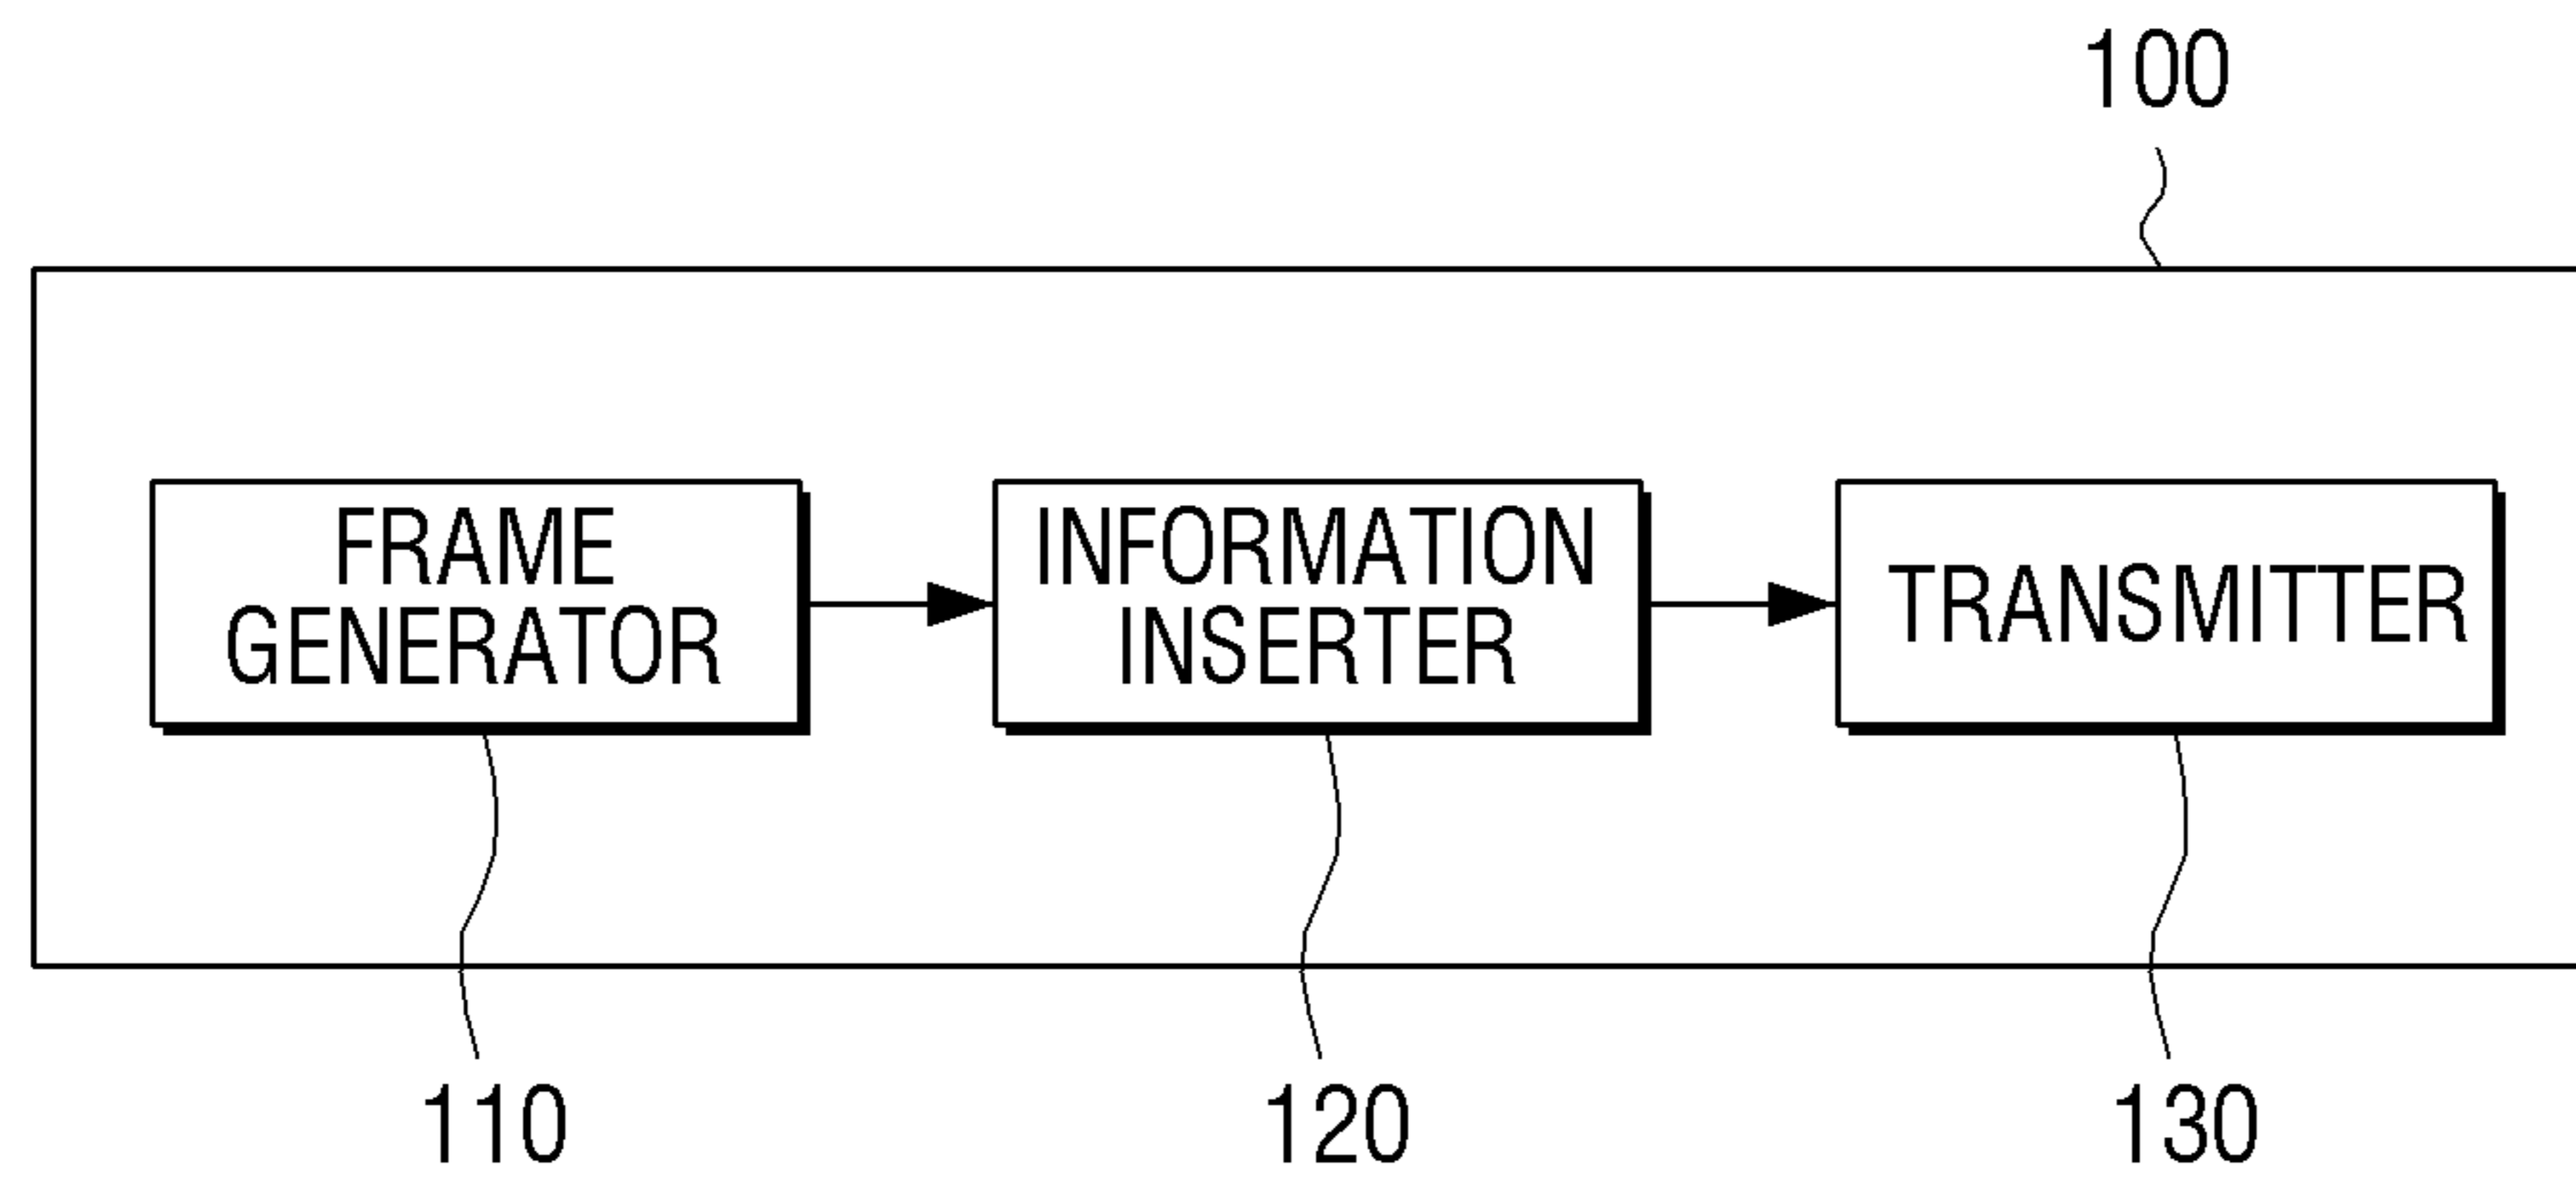 100
FRAME
GENERATOR
INFORMATION
INSERTER
TRANSMITTER
110
120
130